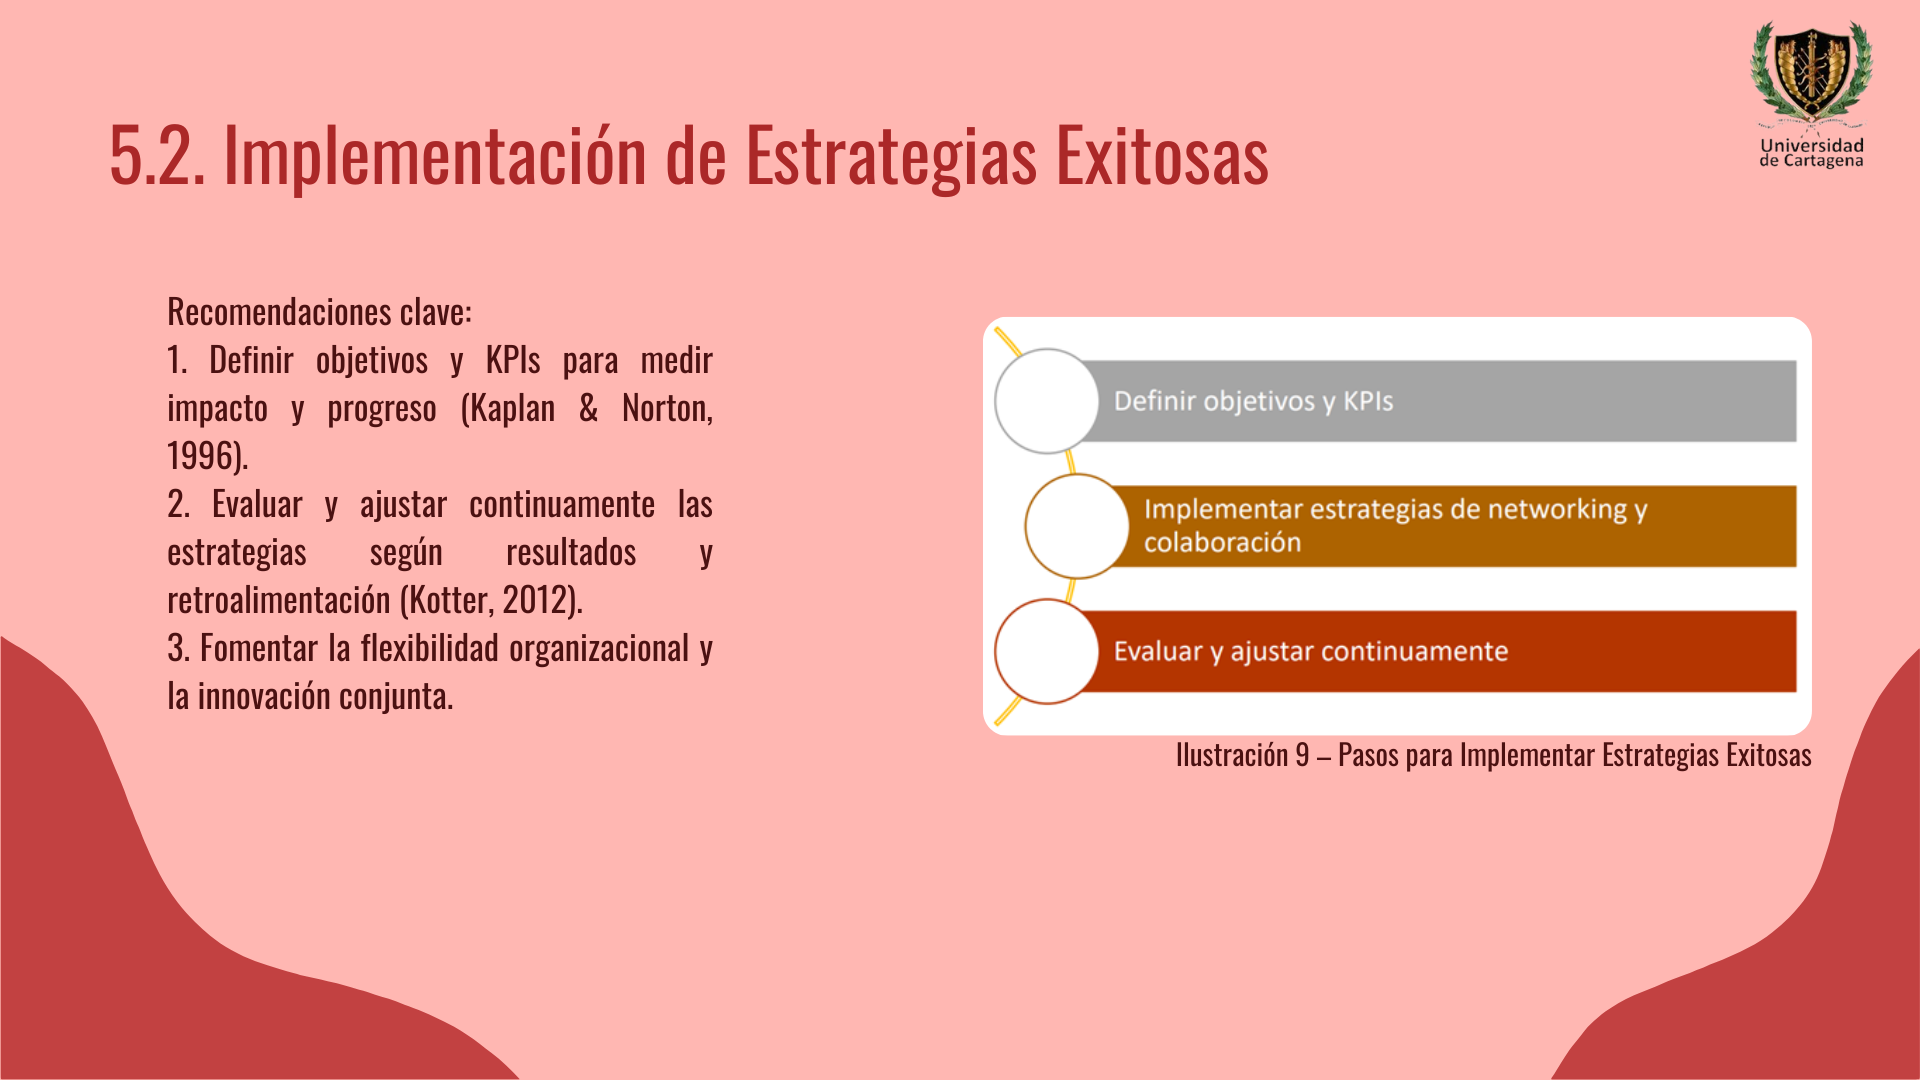 Universidad
de Cartagena
5.2. Implementación de Estrategias Exitosas
Recomendaciones clave:
1. Definir objetivos y KPIs para medir
impacto y progreso (Kaplan & Norton,
1996).
2. Evaluar y ajustar continuamente las
estrategias según resultados y
retroalimentación (Kotter, 2012).
3. Fomentar la flexibilidad organizacional y
la innovación conjunta.
Definir objetivos y KPIs
Implementar estrategias de networking y
colaboración
Evaluar y ajustar continuamente
Ilustración 9 – Pasos para Implementar Estrategias Exitosas